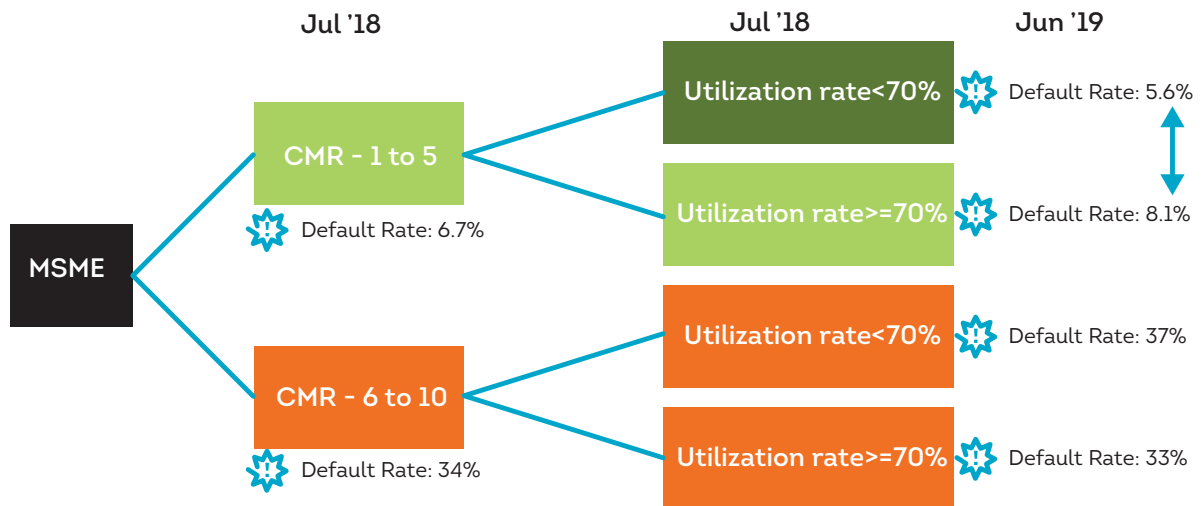 Jul ’18
Jul ’18
Jun ’19
MSME
CMR - 1 to 5
! Default Rate: 6.7%
CMR - 6 to 10
! Default Rate: 34%
Utilization rate<70%
! Default Rate: 5.6%
Utilization rate>=70%
! Default Rate: 8.1%
Utilization rate<70%
! Default Rate: 37%
Utilization rate>=70%
! Default Rate: 33%